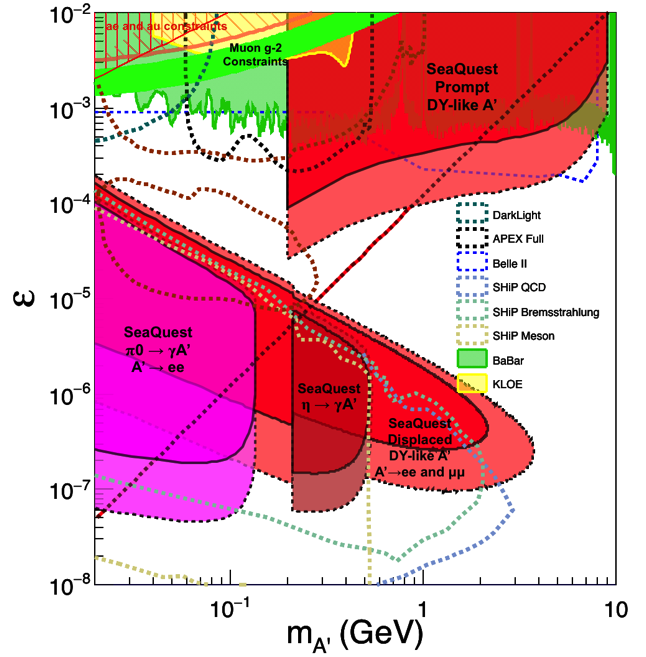 10⁻²
ae and aμ constraints
Muon g-2
Constraints
SeaQuest
Prompt
DY-like A'
10⁻³
10⁻⁴
DarkLight
APEX Full
Belle II
SHiP QCD
SHiP Bremsstrahlung
SHiP Meson
BaBar
KLOE
ε
10⁻⁵
SeaQuest
π0 → γA'
A' → ee
SeaQuest
η → γA'
SeaQuest
Displaced
DY-like A'
A'→ee and μμ
10⁻⁶
10⁻⁷
10⁻⁸
10⁻¹ 1 10
m_A' (GeV)